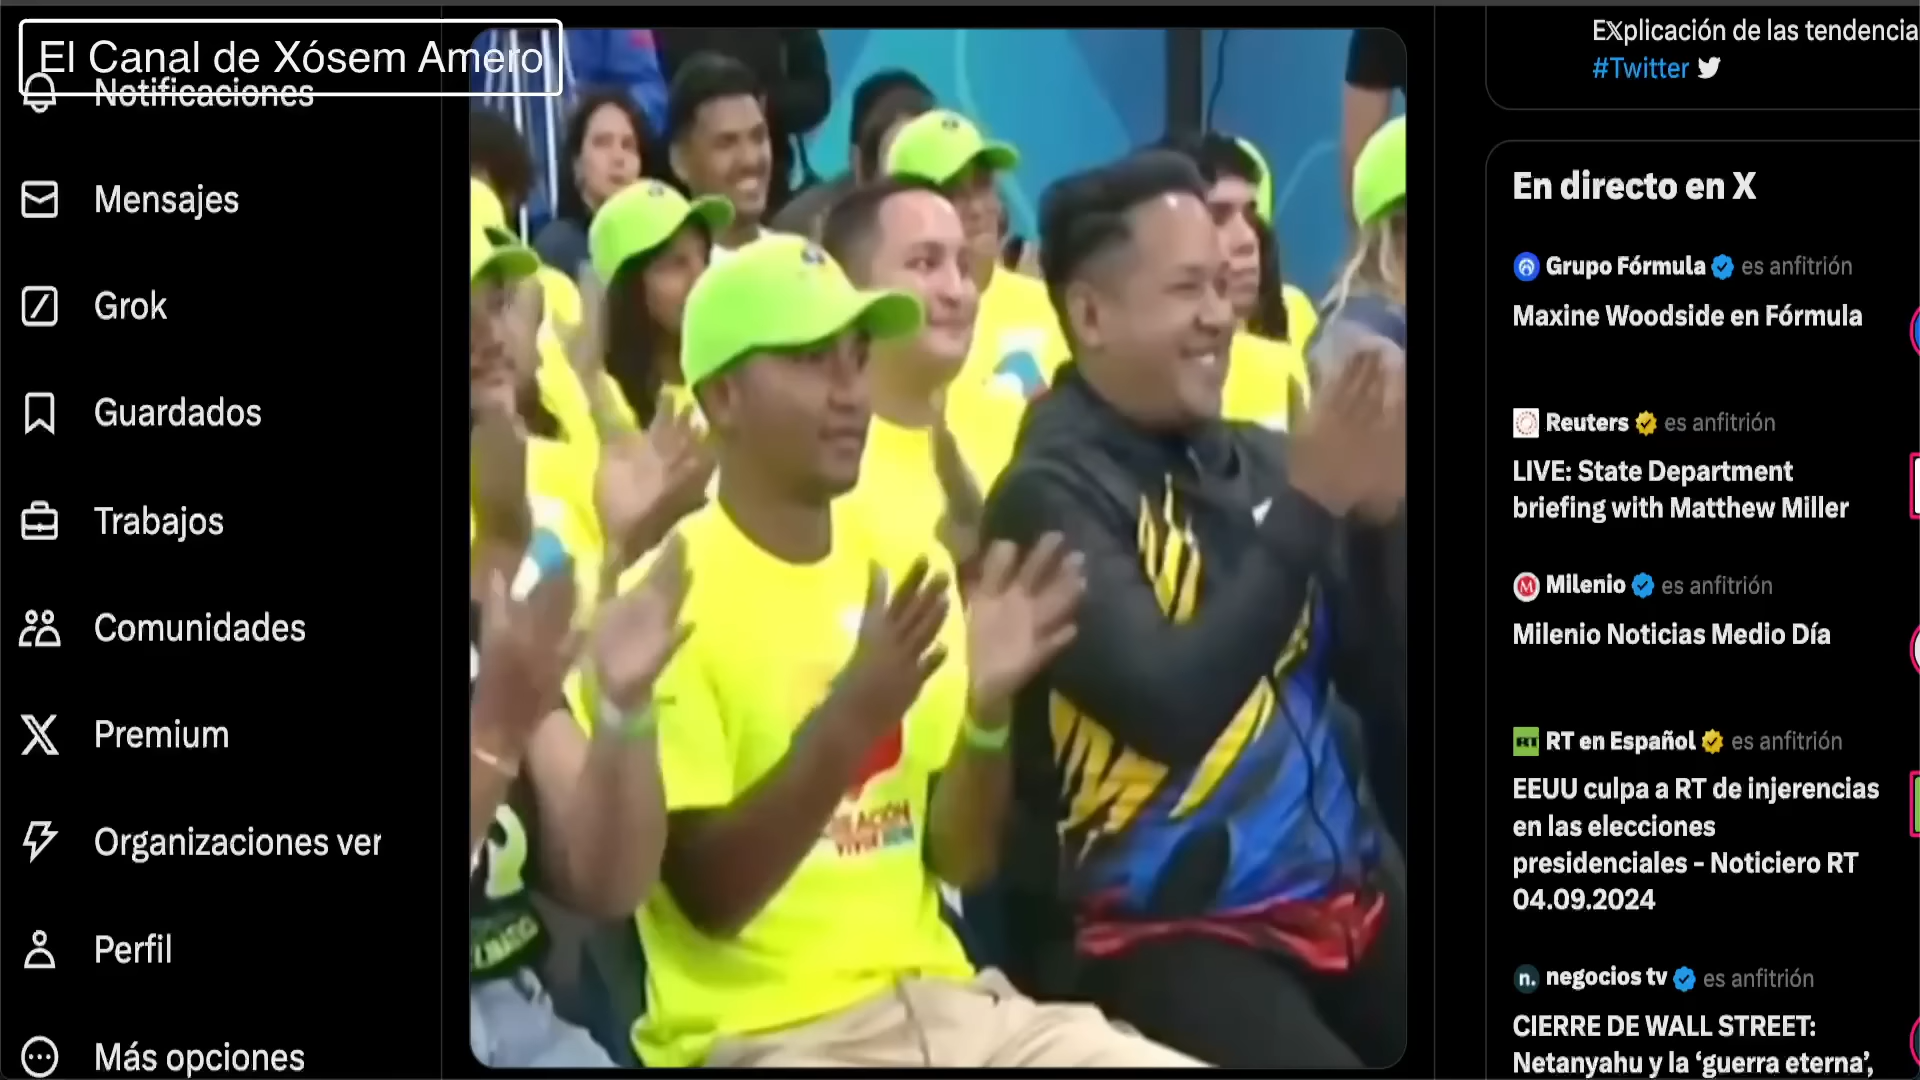 El Canal de Xósem Amero
Notificaciones
Mensajes
Grok
Guardados
Trabajos
Comunidades
Premium
Organizaciones ver
Perfil
Más opciones
VIVIR
E𝕏plicación de las tendencia
#Twitter
En directo en X
Grupo Fórmula es anfitrión
Maxine Woodside en Fórmula
Reuters es anfitrión
LIVE: State Department
briefing with Matthew Miller
Milenio es anfitrión
Milenio Noticias Medio Día
RT RT en Español es anfitrión
EEUU culpa a RT de injerencias
en las elecciones
presidenciales - Noticiero RT
04.09.2024
n. negocios tv es anfitrión
CIERRE DE WALL STREET:
Netanyahu y la ‘guerra eterna’,